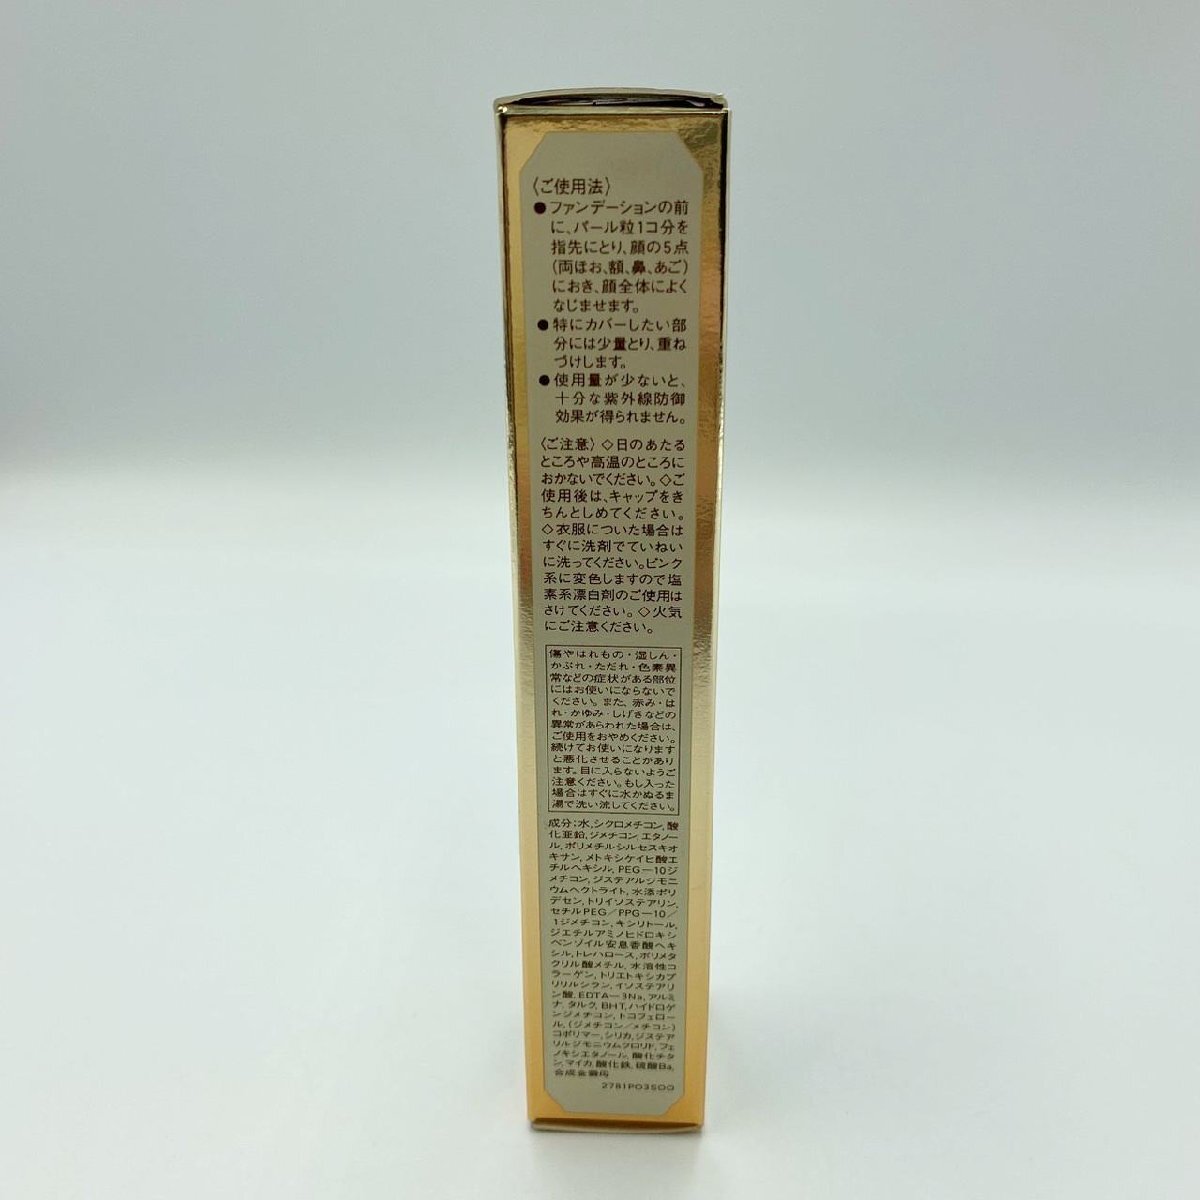 〈ご使用法〉
●ファンデーションの前
に、パール粒1コ分を
指先にとり、顔の5点
(両ほお、額、鼻、あご)
におき、顔全体によく
なじませます。
●特にカバーしたい部
分には少量とり、重ね
づけします。
●使用量が少ないと、
十分な紫外線防御
効果が得られません。
〈ご注意〉◇日のあたる
ところや高温のところに
おかないでください。◇ご
使用後は、キャップをき
ちんとしめてください。
◇衣服についた場合は
すぐに洗剤でていねい
に洗ってください。ピンク
系に変色しますので塩
素系漂白剤のご使用は
さけてください。◇火気
にご注意ください。
傷やはれもの・湿しん・
かぶれ・ただれ・色素異
常などの症状がある部位
にはお使いにならないで
ください。また、赤み・は
れ・かゆみ・しげきなどの
異常があらわれた場合は、
ご使用をおやめください。
続けてお使いになります
と悪化させることがあり
ます。目に入らないようご
注意ください。もし入った
場合はすぐに水かぬるま
湯で洗い流してください。
成分:水,シクロメチコン,酸
化亜鉛,ジメチコン,エタノー
ル,ポリメチルシルセスキオ
キサン,メトキシケイヒ酸エ
チルヘキシル,PEG-10ジ
メチコン,ジステアルジモニ
ウムヘクトライト,水添ポリ
デセン,トリイソステアリン,
セチルPEG/PPG-10/
1ジメチコン,キシリトール,
ジエチルアミノヒドロキシ
ベンゾイル安息香酸ヘキ
シル,トレハロース,ポリメタ
クリル酸メチル,水溶性コ
ラーゲン,トリエトキシカプ
リリルシラン,イソステアリ
ン酸,EDTA-3Na,アルミ
ナ,タルク,BHT,ハイドロゲ
ンジメチコン,トコフェロー
ル,(ジメチコン/メチコン)
コポリマー,シリカ,ジステア
リルジモニウムクロリド,フェ
ノキシエタノール,酸化チタ
ン,マイカ,酸化鉄,硫酸Ba,
合成金雲母
2781P03SOG